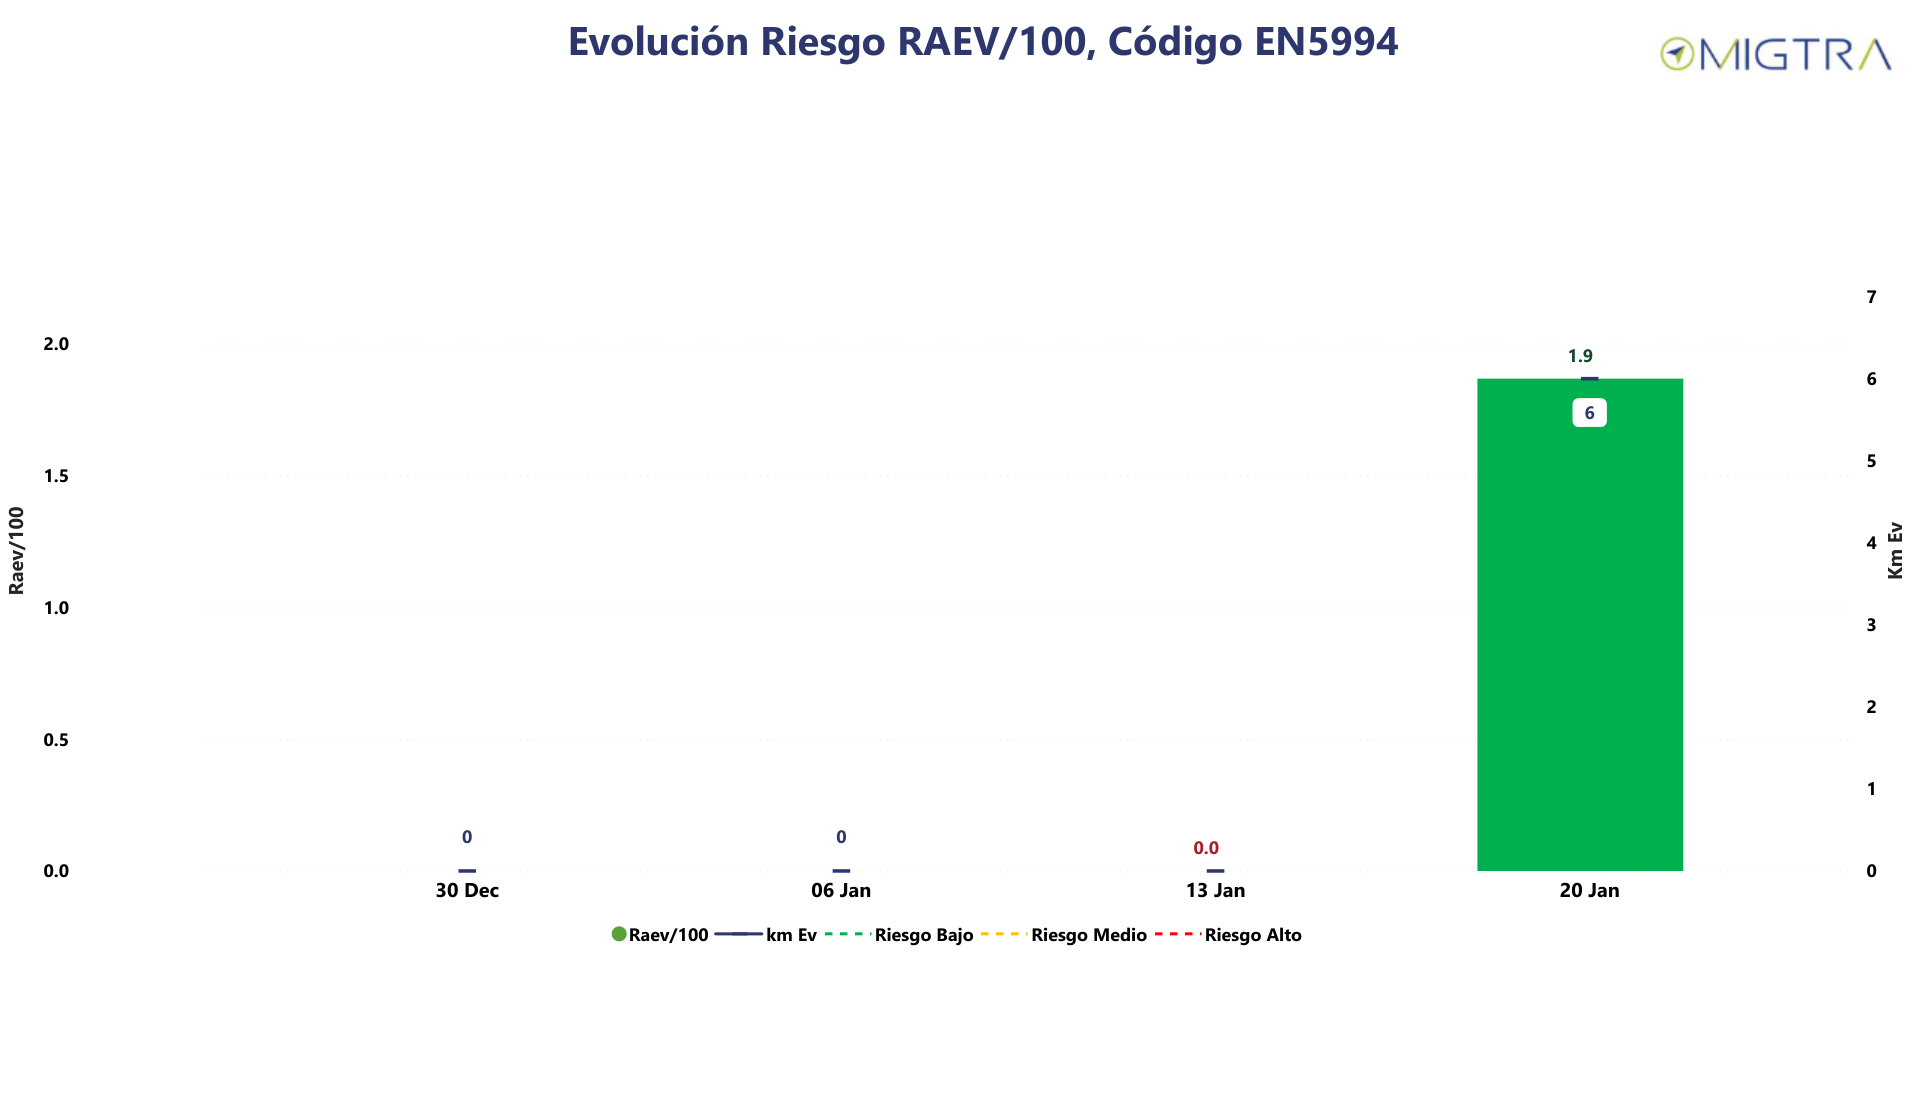 Evolución Riesgo RAEV/100, Código EN5994
MIGTRA
7
2.0
1.9
6
6
1.5
5
Raev/100
Km Ev
4
1.0
3
0.5
2
1
0
0
0.0
0.0
0
30 Dec
06 Jan
13 Jan
20 Jan
Raev/100 km Ev Riesgo Bajo Riesgo Medio Riesgo Alto